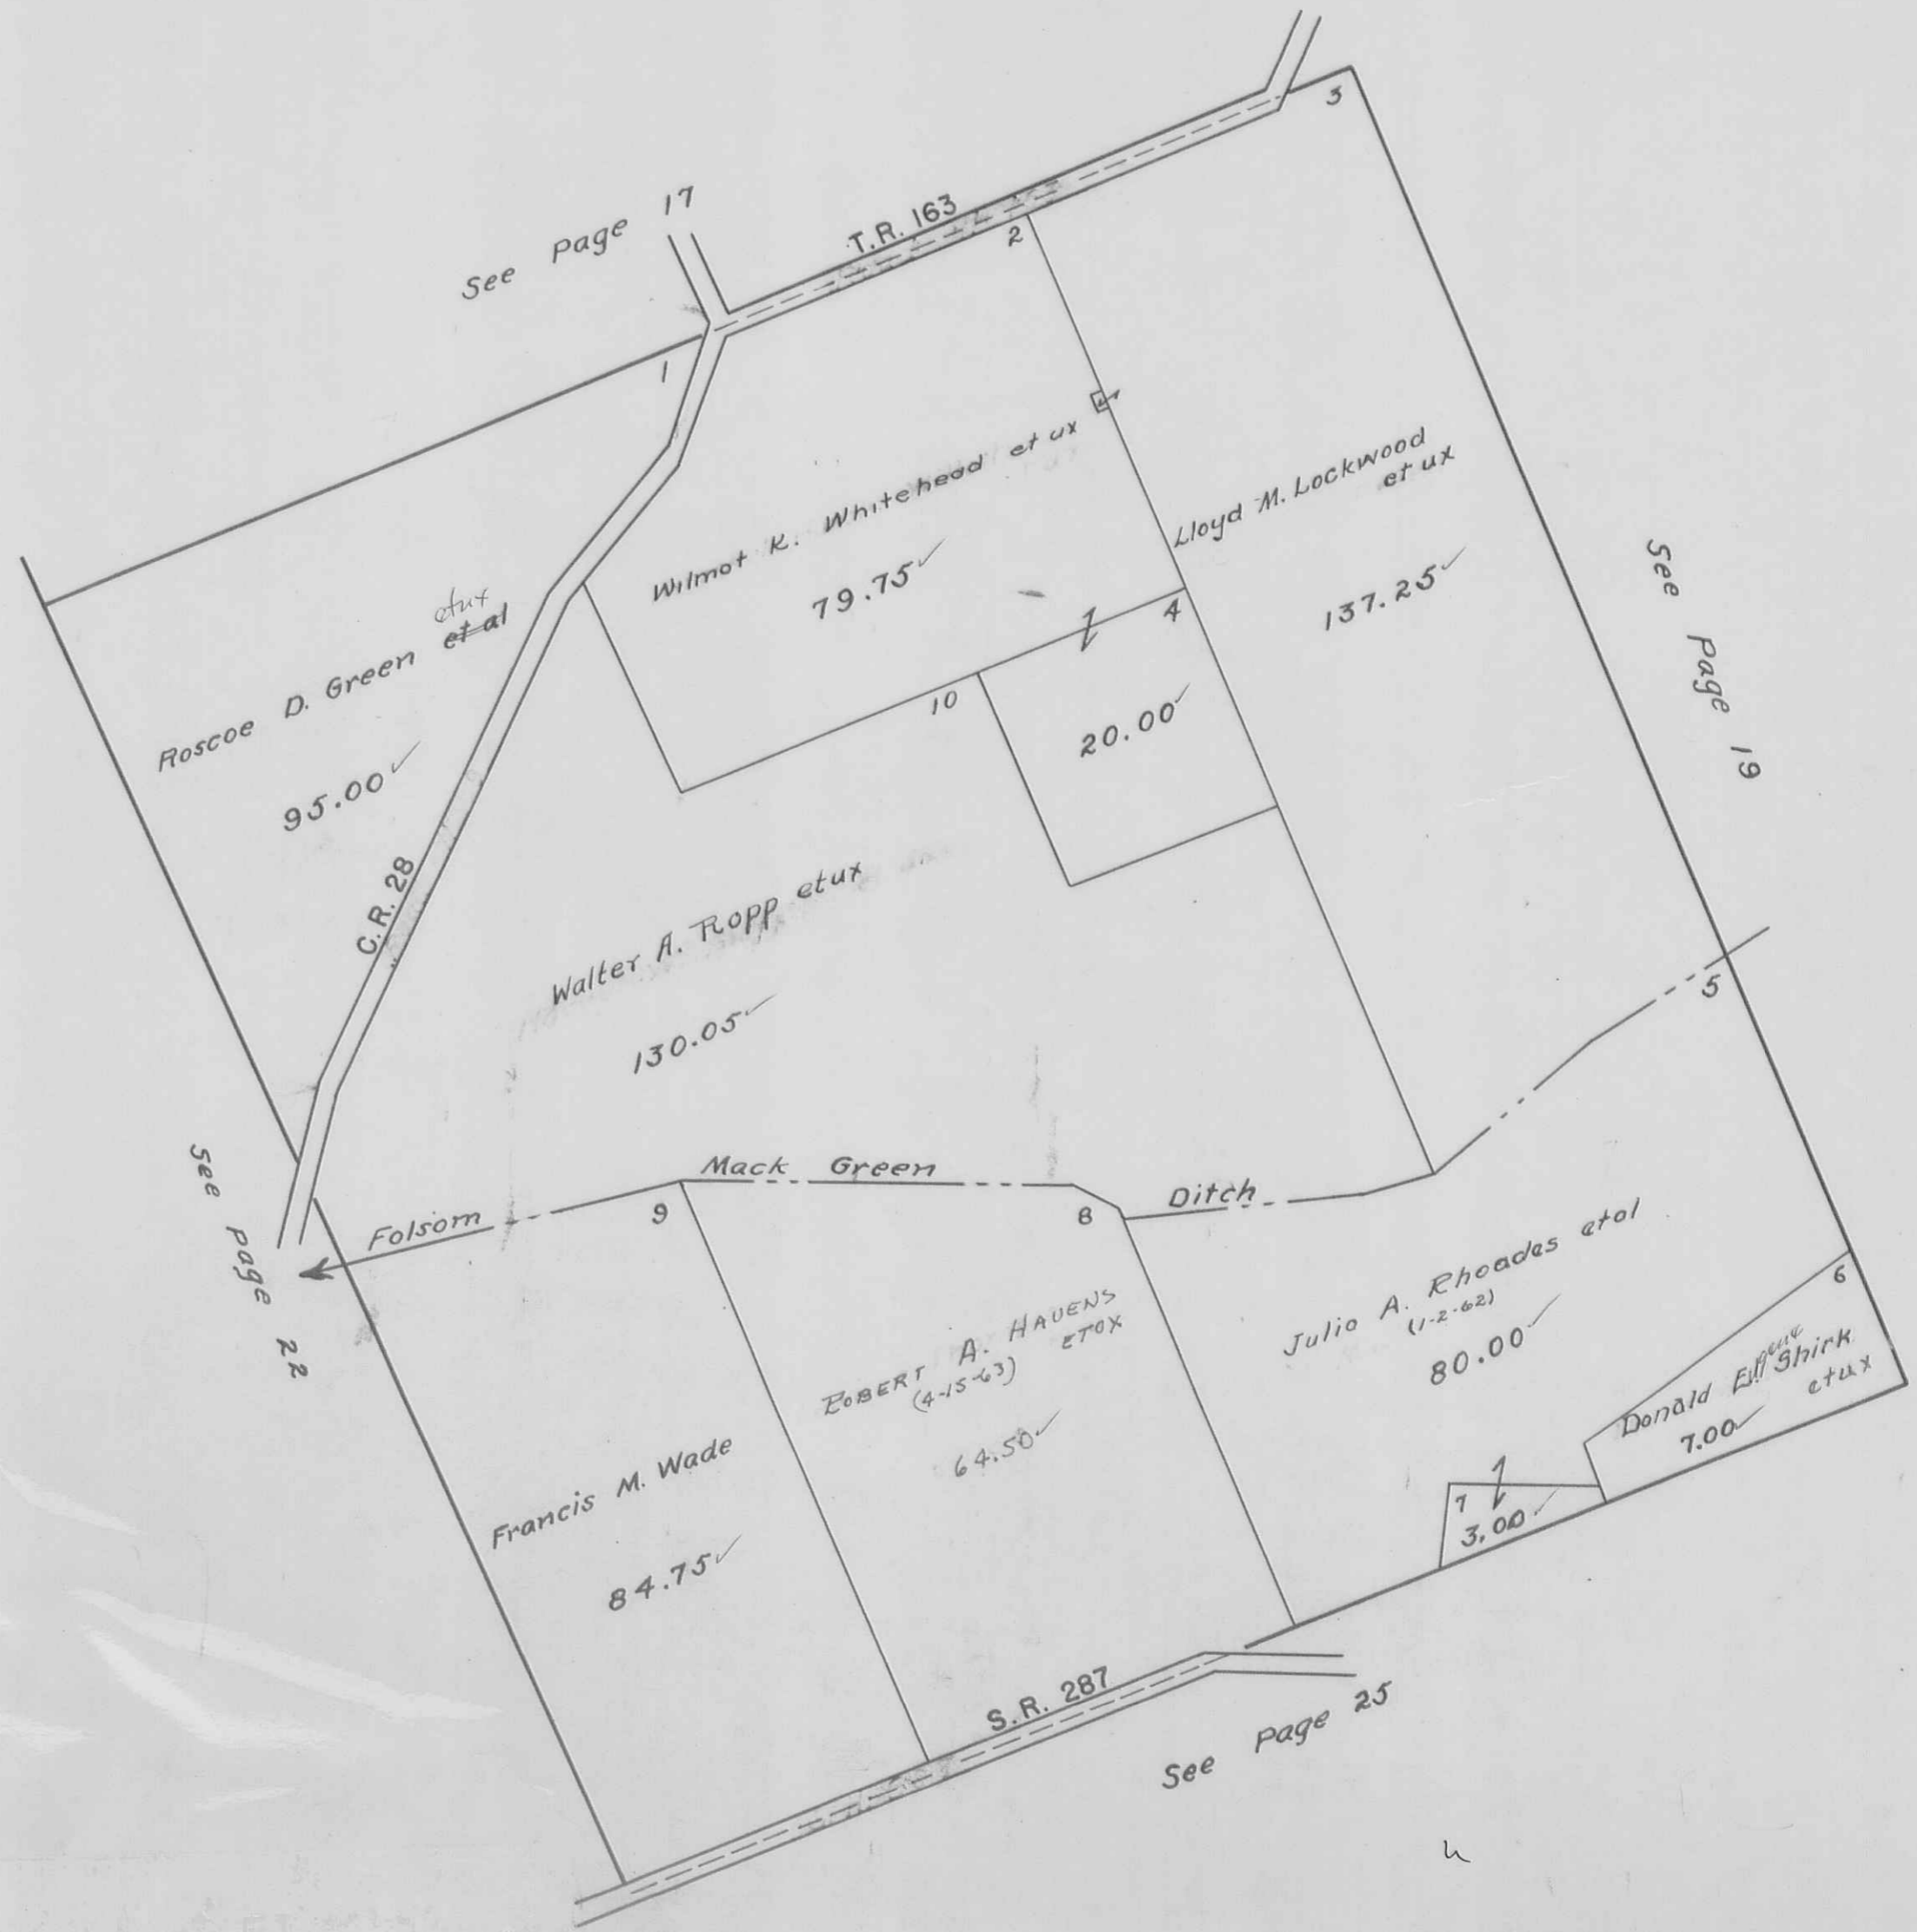 See Page 17
T.R. 163
3
2
1
Wilmot K. Whitehead et ux
79.75
Lloyd M. Lockwood
et ux
137.25
See Page 19
etux
Roscoe D. Green et al
95.00
4
10
20.00
C.R. 28
Walter A. Ropp etux
130.05
5
See page 22
Folsom
Mack Green
Ditch
9
8
Julia A. Rhoades etal
(1-2-62)
80.00
6
ROBERT A. HAVENS
ETUX
(4-15-63)
64.50
Donald Eugene Shirk
etux
7.00
Francis M. Wade
84.75
7
3.00
S.R. 287
See Page 25